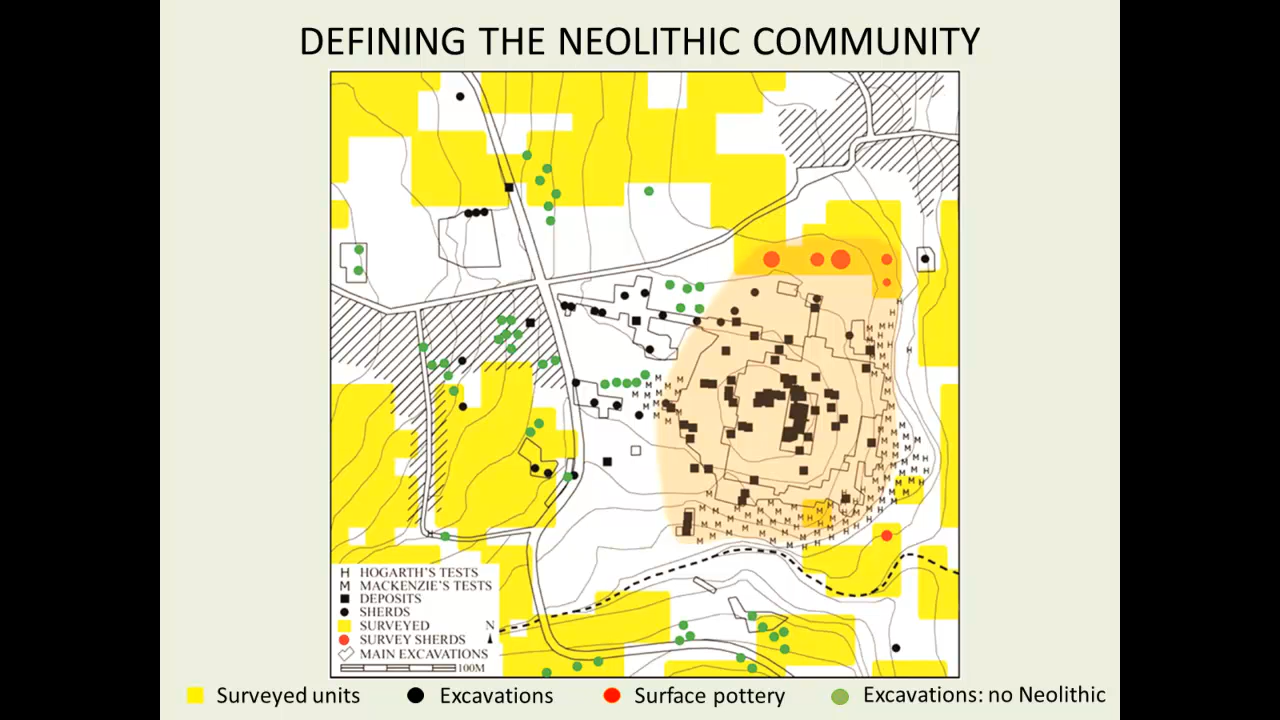 DEFINING THE NEOLITHIC COMMUNITY
H HOGARTH'S TESTS
M MACKENZIE'S TESTS
DEPOSITS
SHERDS
SURVEYED N
SURVEY SHERDS
MAIN EXCAVATIONS
100M
Surveyed units Excavations Surface pottery Excavations: no Neolithic